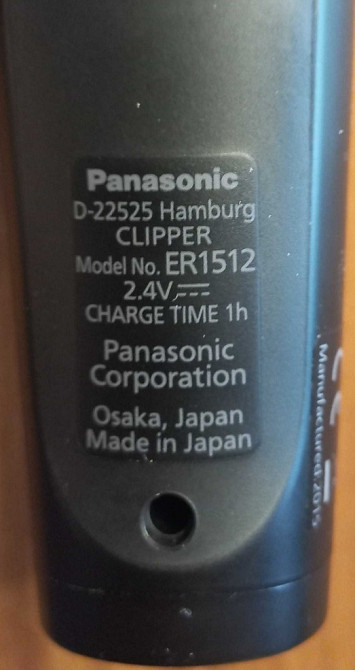 Panasonic
D-22525 Hamburg
CLIPPER
Model No. ER1512
2.4V⎓
CHARGE TIME 1h
Panasonic
Corporation
Osaka, Japan
Made in Japan
Manufactured:2015